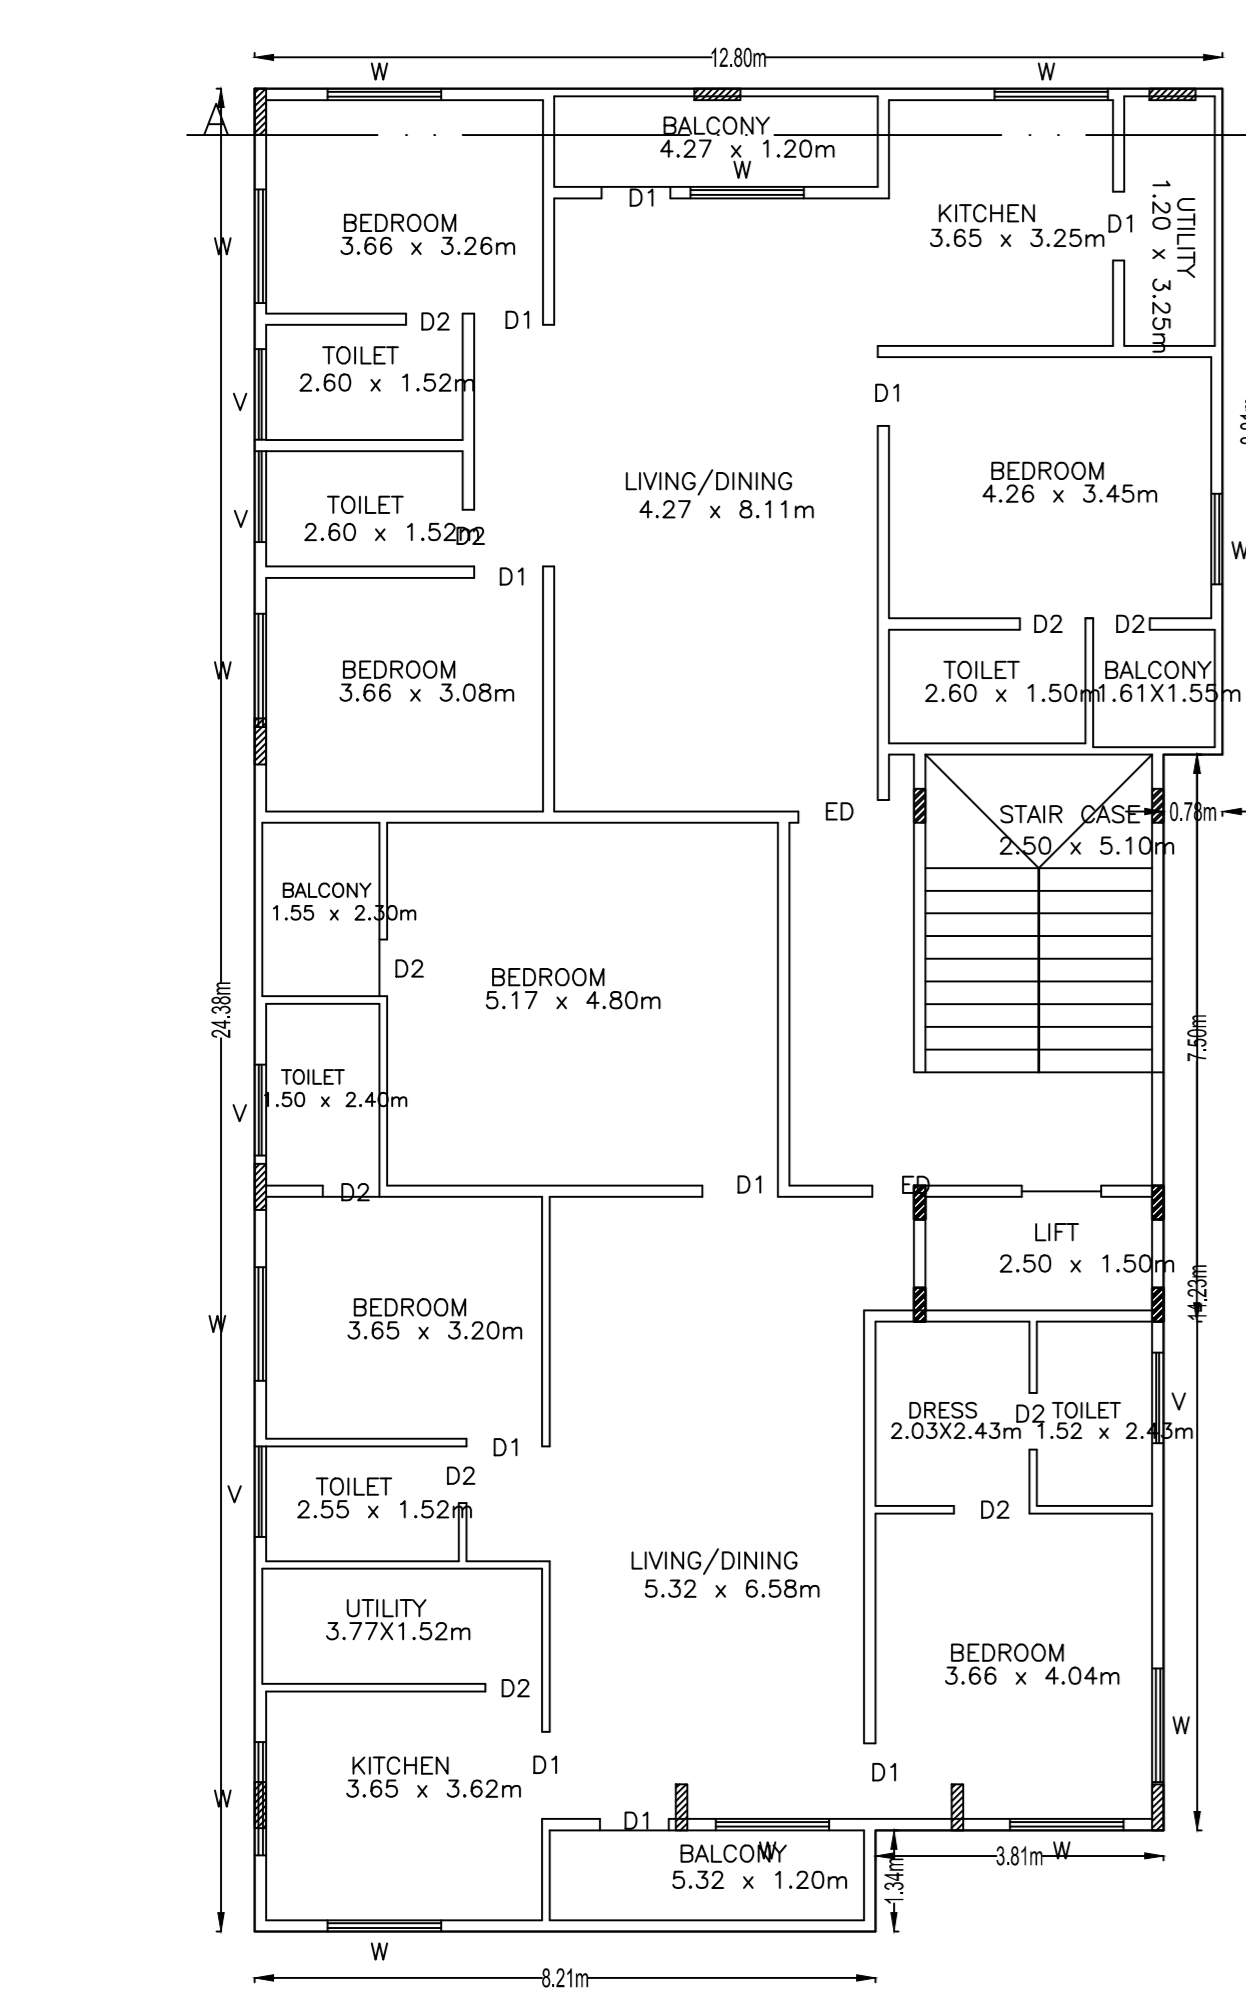 12.80m
W
W
A
BALCONY
4.27 x 1.20m
W
D1
BEDROOM
3.66 x 3.26m
W
KITCHEN
3.65 x 3.25m
D1
UTILITY
1.20 x 3.25m
D2
D1
TOILET
2.60 x 1.52m
V
D1
LIVING/DINING
4.27 x 8.11m
BEDROOM
4.26 x 3.45m
W
TOILET
2.60 x 1.52m
V
D2
D1
D2
D2
BEDROOM
3.66 x 3.08m
W
TOILET
2.60 x 1.50m
BALCONY
1.61X1.55m
ED
STAIR CASE
2.50 x 5.10m
0.78m
BALCONY
1.55 x 2.30m
D2
BEDROOM
5.17 x 4.80m
24.38m
7.50m
TOILET
1.50 x 2.40m
V
D2
D1
ED
LIFT
2.50 x 1.50m
14.23m
BEDROOM
3.65 x 3.20m
W
D1
D2
DRESS
2.03X2.43m
D2
TOILET
1.52 x 2.43m
V
TOILET
2.55 x 1.52m
V
D2
LIVING/DINING
5.32 x 6.58m
UTILITY
3.77X1.52m
D2
BEDROOM
3.66 x 4.04m
W
KITCHEN
3.65 x 3.62m
W
D1
D1
D1
BALCONY
W
5.32 x 1.20m
1.34m
3.81m
W
W
8.21m